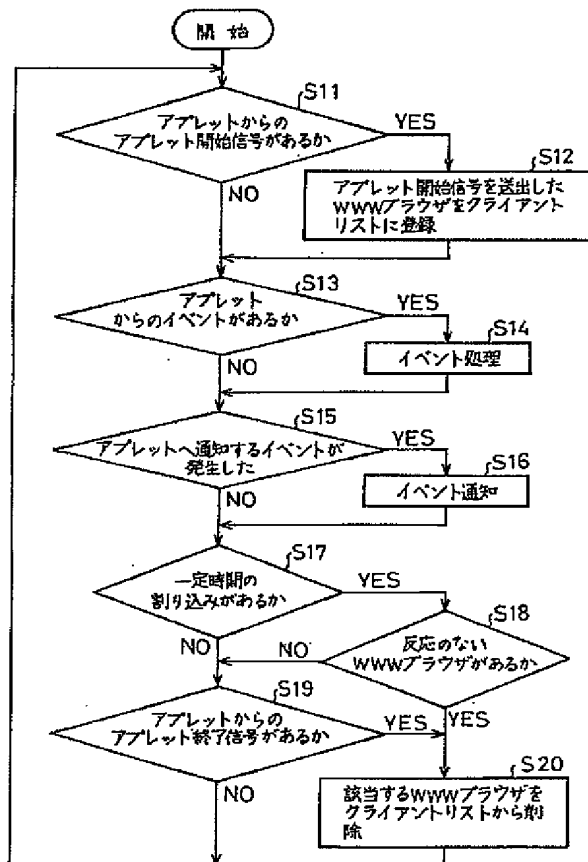 開始
S11
アプレットからの
アプレット開始信号があるか
YES
NO
S12
アプレット開始信号を送出した
WWWブラウザをクライアント
リストに登録
S13
アプレット
からのイベントがあるか
YES
NO
S14
イベント処理
S15
アプレットへ通知するイベントが
発生した
YES
NO
S16
イベント通知
S17
一定時間の
割り込みがあるか
YES
NO
S18
反応のない
WWWブラウザがあるか
NO
YES
S19
アプレットからの
アプレット終了信号があるか
YES
NO
S20
該当するWWWブラウザを
クライアントリストから削
除